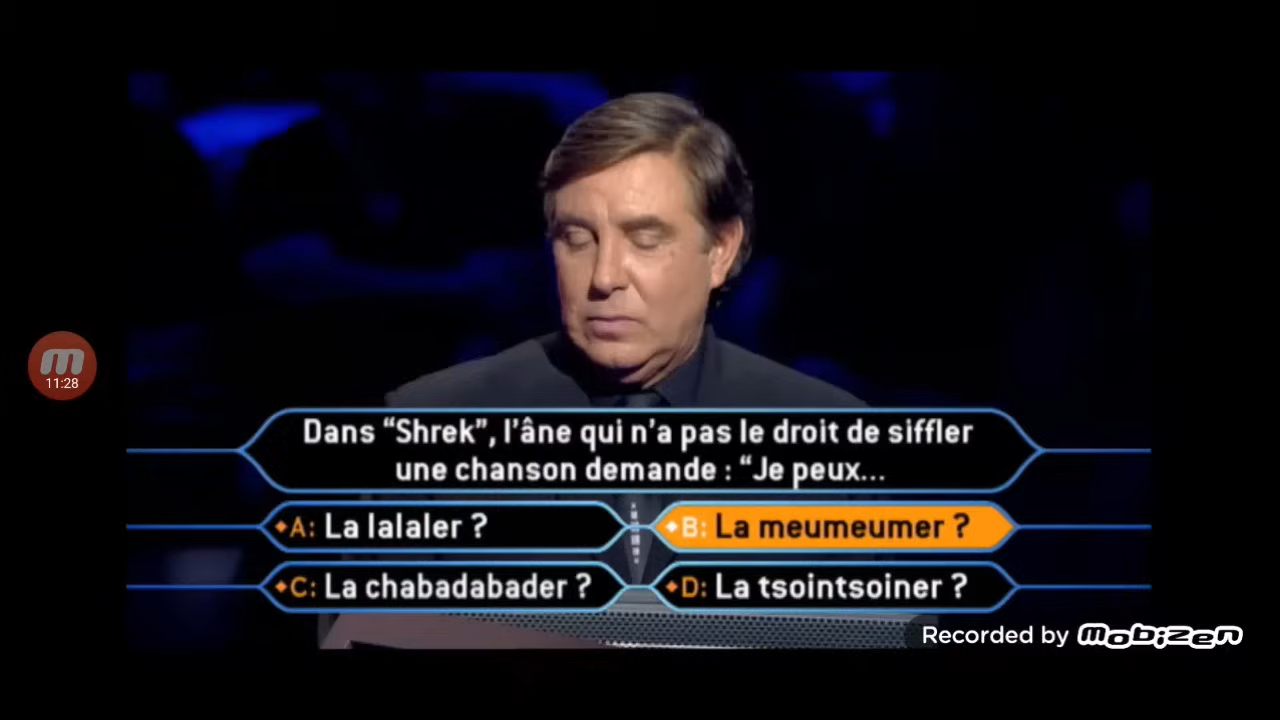 Dans “Shrek”, l’âne qui n’a pas le droit de siffler
une chanson demande : “Je peux...
A: La lalaler ?
B: La meumeumer ?
C: La chabadabader ?
D: La tsointsoiner ?
11:28
Recorded by mobizen